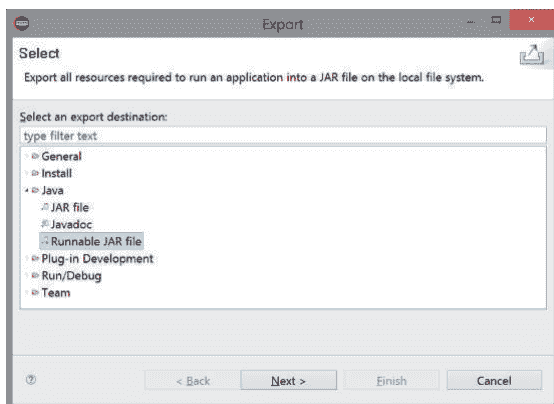 Export
Select
Export all resources required to run an application into a JAR file on the local file system.
Select an export destination:
type filter text
General
Install
Java
JAR file
Javadoc
Runnable JAR file
Plug-in Development
Run/Debug
Team
?
< Back
Next >
Finish
Cancel